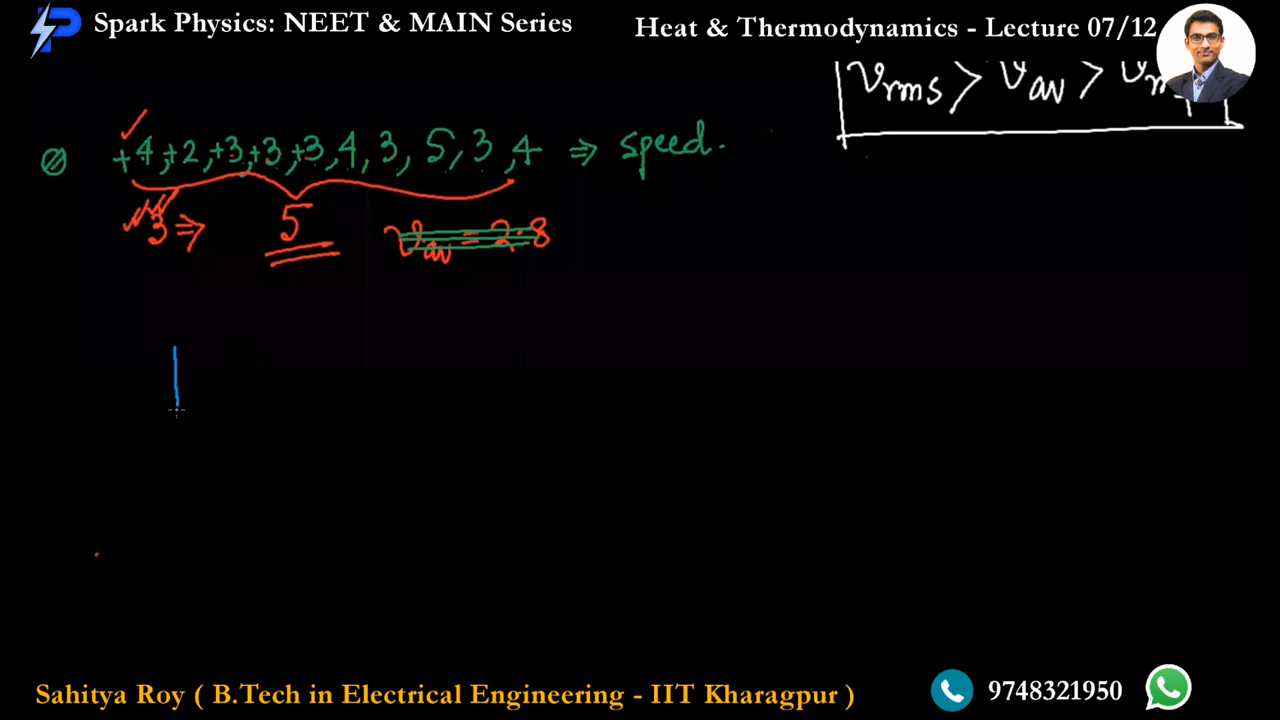 Spark Physics: NEET & MAIN Series
Heat & Thermodynamics - Lecture 07/12
Vrms > Vav >
+4, +2, +3, +3, +3, 4, 3, 5, 3, 4 ⇒ speed.
3 ⇒ 5 Vav = 2.8
Sahitya Roy ( B.Tech in Electrical Engineering - IIT Kharagpur )
9748321950